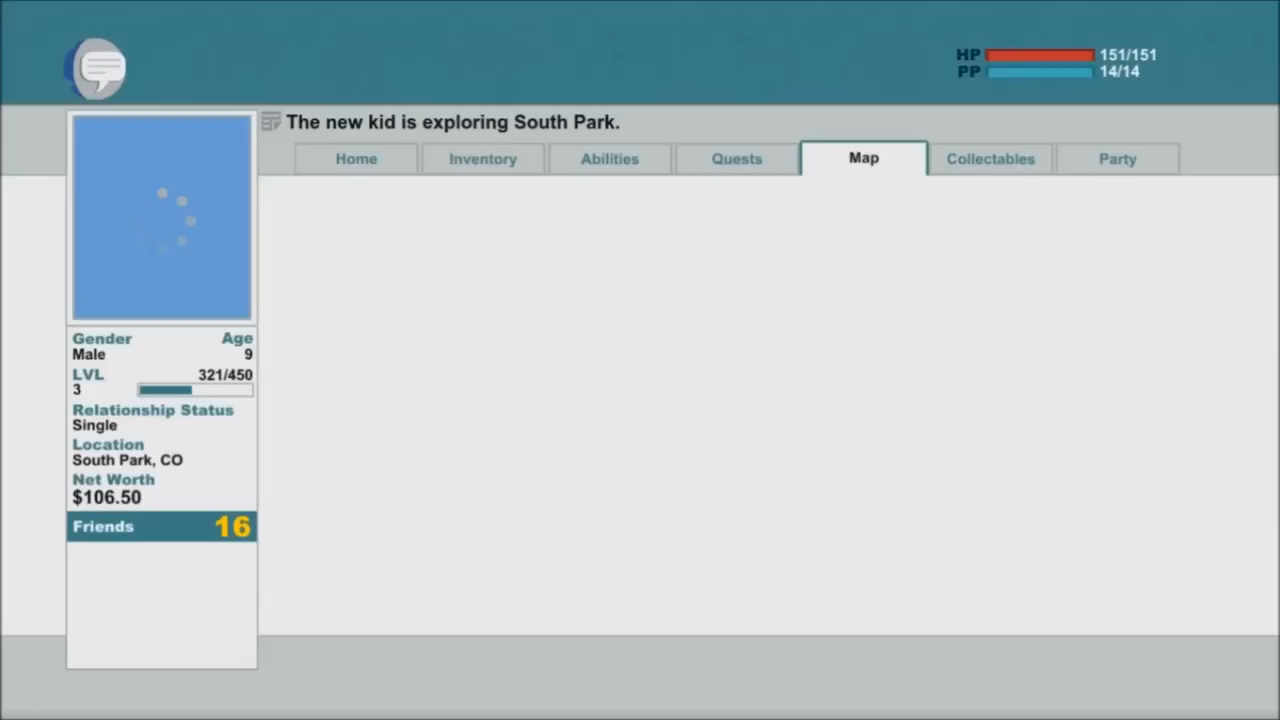 HP 151/151
PP 14/14
The new kid is exploring South Park.
Home Inventory Abilities Quests Map Collectables Party
Gender Age
Male 9
LVL 321/450
3
Relationship Status
Single
Location
South Park, CO
Net Worth
$106.50
Friends 16